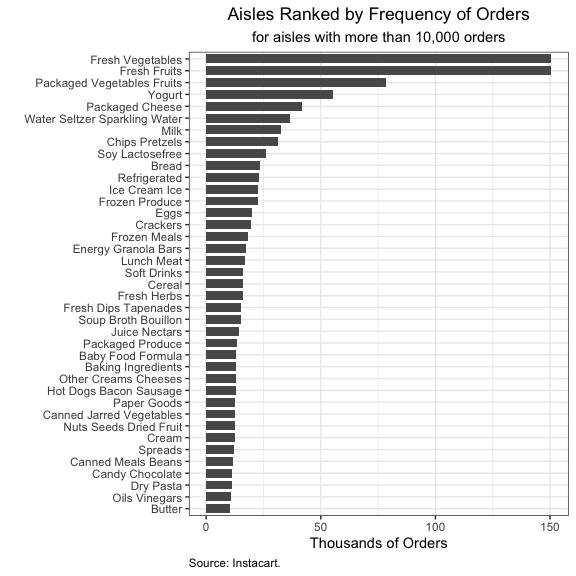 Aisles Ranked by Frequency of Orders
for aisles with more than 10,000 orders
Fresh Vegetables
Fresh Fruits
Packaged Vegetables Fruits
Yogurt
Packaged Cheese
Water Seltzer Sparkling Water
Milk
Chips Pretzels
Soy Lactosefree
Bread
Refrigerated
Ice Cream Ice
Frozen Produce
Eggs
Crackers
Frozen Meals
Energy Granola Bars
Lunch Meat
Soft Drinks
Cereal
Fresh Herbs
Fresh Dips Tapenades
Soup Broth Bouillon
Juice Nectars
Packaged Produce
Baby Food Formula
Baking Ingredients
Other Creams Cheeses
Hot Dogs Bacon Sausage
Paper Goods
Canned Jarred Vegetables
Nuts Seeds Dried Fruit
Cream
Spreads
Canned Meals Beans
Candy Chocolate
Dry Pasta
Oils Vinegars
Butter
0 50 100 150
Thousands of Orders
Source: Instacart.